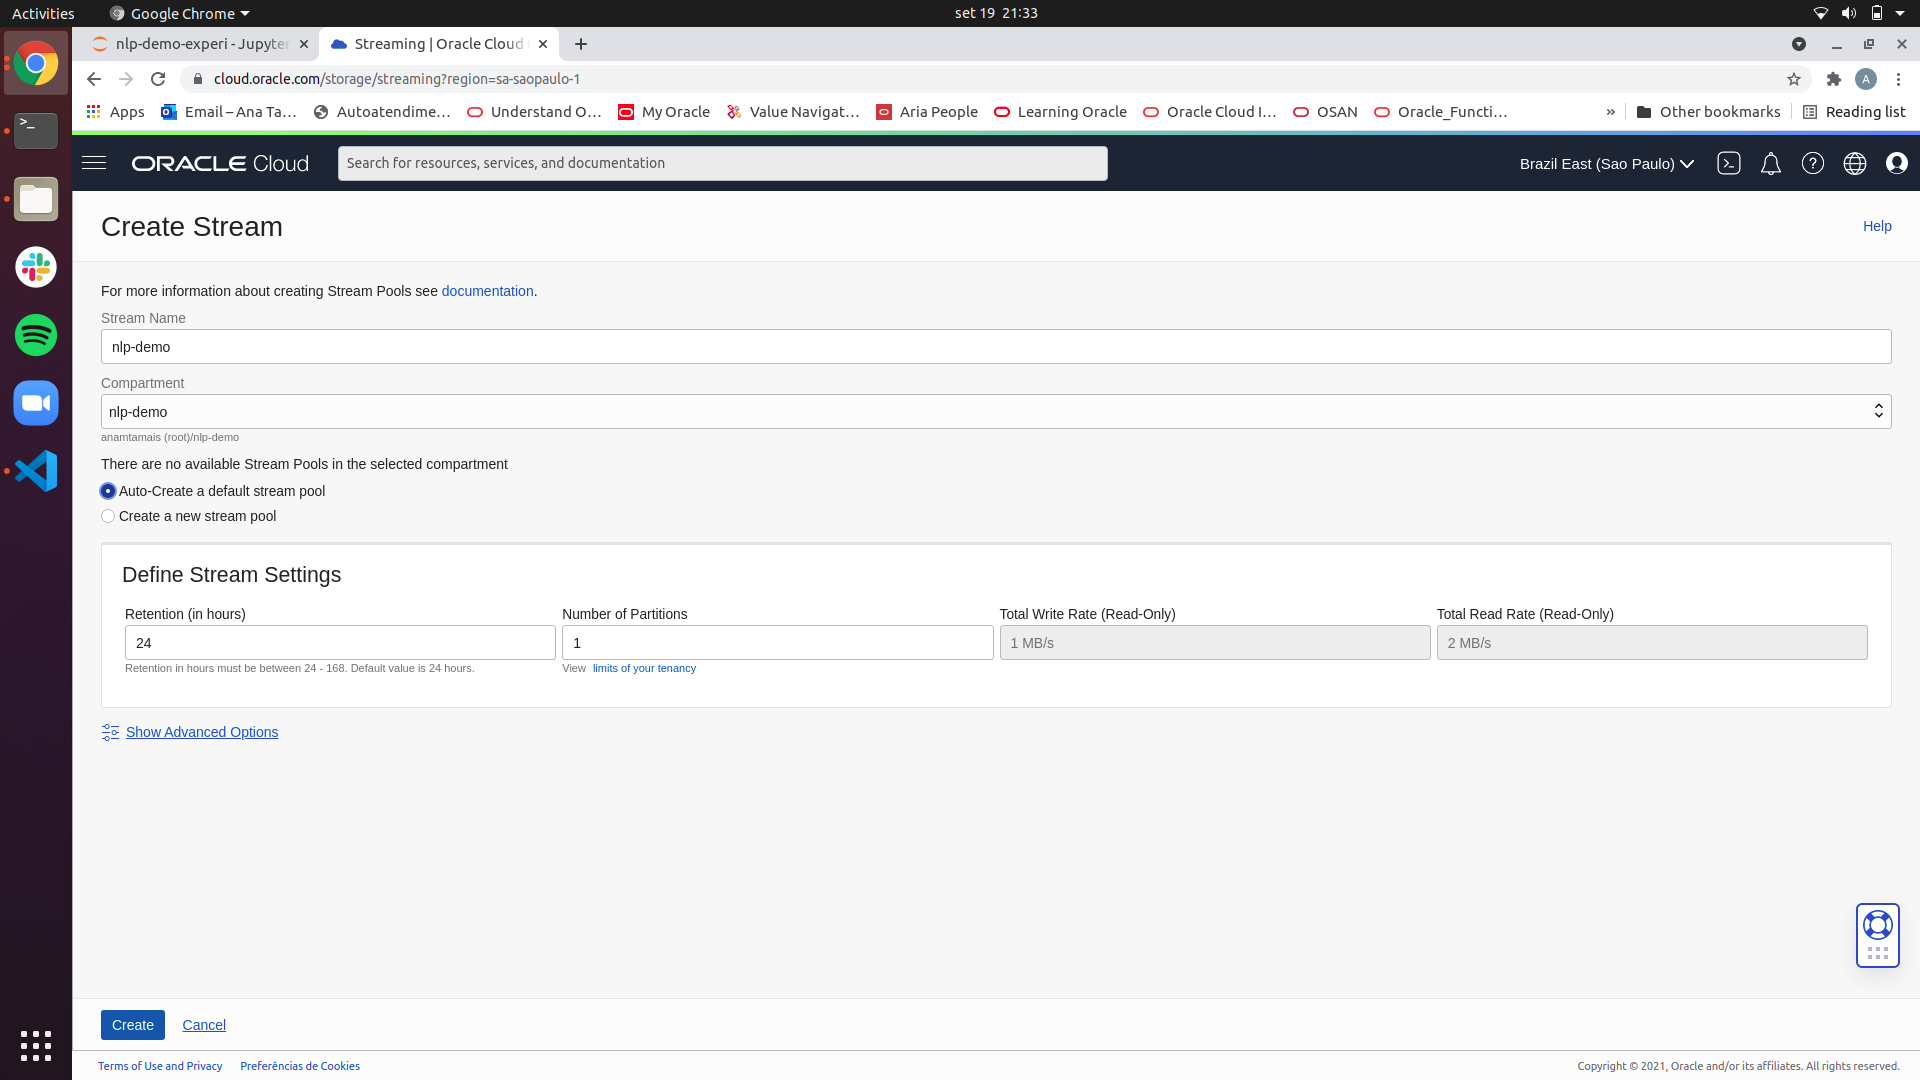 Activities
Google Chrome
set 19 21:33
nlp-demo-experi - Jupyter
Streaming | Oracle Cloud
cloud.oracle.com/storage/streaming?region=sa-saopaulo-1
A
Apps
Email – Ana Ta…
Autoatendime…
Understand O…
My Oracle
Value Navigat…
Aria People
Learning Oracle
Oracle Cloud I…
OSAN
Oracle_Functi…
»
Other bookmarks
Reading list
ORACLE Cloud
Search for resources, services, and documentation
Brazil East (Sao Paulo)
Create Stream
Help
For more information about creating Stream Pools see documentation.
Stream Name
nlp-demo
Compartment
nlp-demo
anamtamais (root)/nlp-demo
There are no available Stream Pools in the selected compartment
Auto-Create a default stream pool
Create a new stream pool
Define Stream Settings
Retention (in hours)
Number of Partitions
Total Write Rate (Read-Only)
Total Read Rate (Read-Only)
24
1
1 MB/s
2 MB/s
Retention in hours must be between 24 - 168. Default value is 24 hours.
View limits of your tenancy
Show Advanced Options
Create
Cancel
Terms of Use and Privacy
Preferências de Cookies
Copyright © 2021, Oracle and/or its affiliates. All rights reserved.